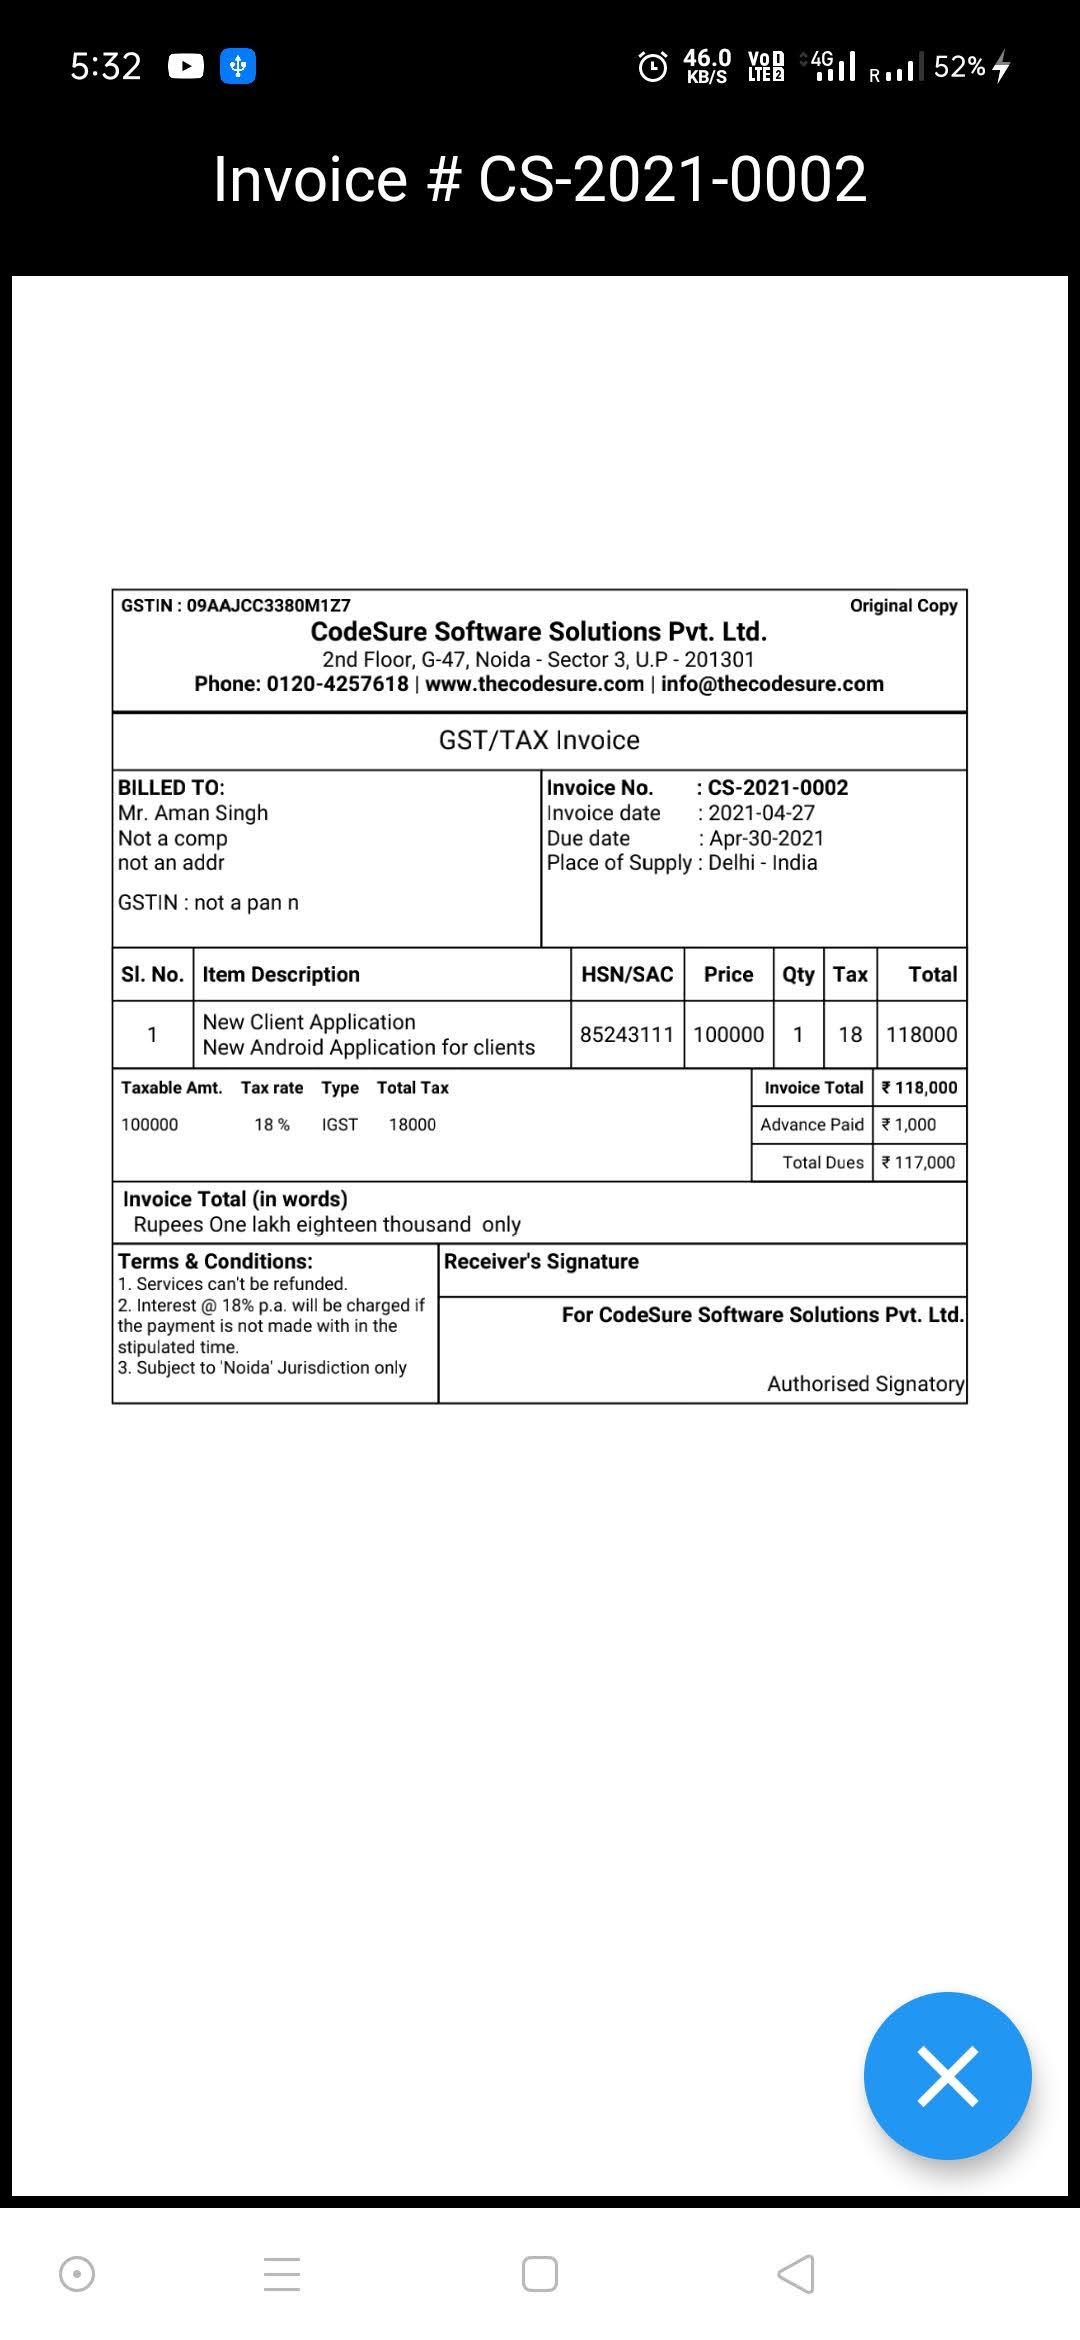 5:32 46.0 KB/S VoLTE 1 2 4G R 52%
Invoice # CS-2021-0002
GSTIN : 09AAJCC3380M1Z7 Original Copy
CodeSure Software Solutions Pvt. Ltd.
2nd Floor, G-47, Noida - Sector 3, U.P - 201301
Phone: 0120-4257618 | www.thecodesure.com | info@thecodesure.com
GST/TAX Invoice
BILLED TO:
Mr. Aman Singh
Not a comp
not an addr
GSTIN : not a pan n
Invoice No. : CS-2021-0002
Invoice date : 2021-04-27
Due date : Apr-30-2021
Place of Supply : Delhi - India
Sl. No. Item Description HSN/SAC Price Qty Tax Total
1 New Client Application 85243111 100000 1 18 118000
New Android Application for clients
Taxable Amt. Tax rate Type Total Tax
100000 18 % IGST 18000
Invoice Total ₹ 118,000
Advance Paid ₹ 1,000
Total Dues ₹ 117,000
Invoice Total (in words)
Rupees One lakh eighteen thousand only
Terms & Conditions:
1. Services can't be refunded.
2. Interest @ 18% p.a. will be charged if
the payment is not made with in the
stipulated time.
3. Subject to 'Noida' Jurisdiction only
Receiver's Signature
For CodeSure Software Solutions Pvt. Ltd.
Authorised Signatory